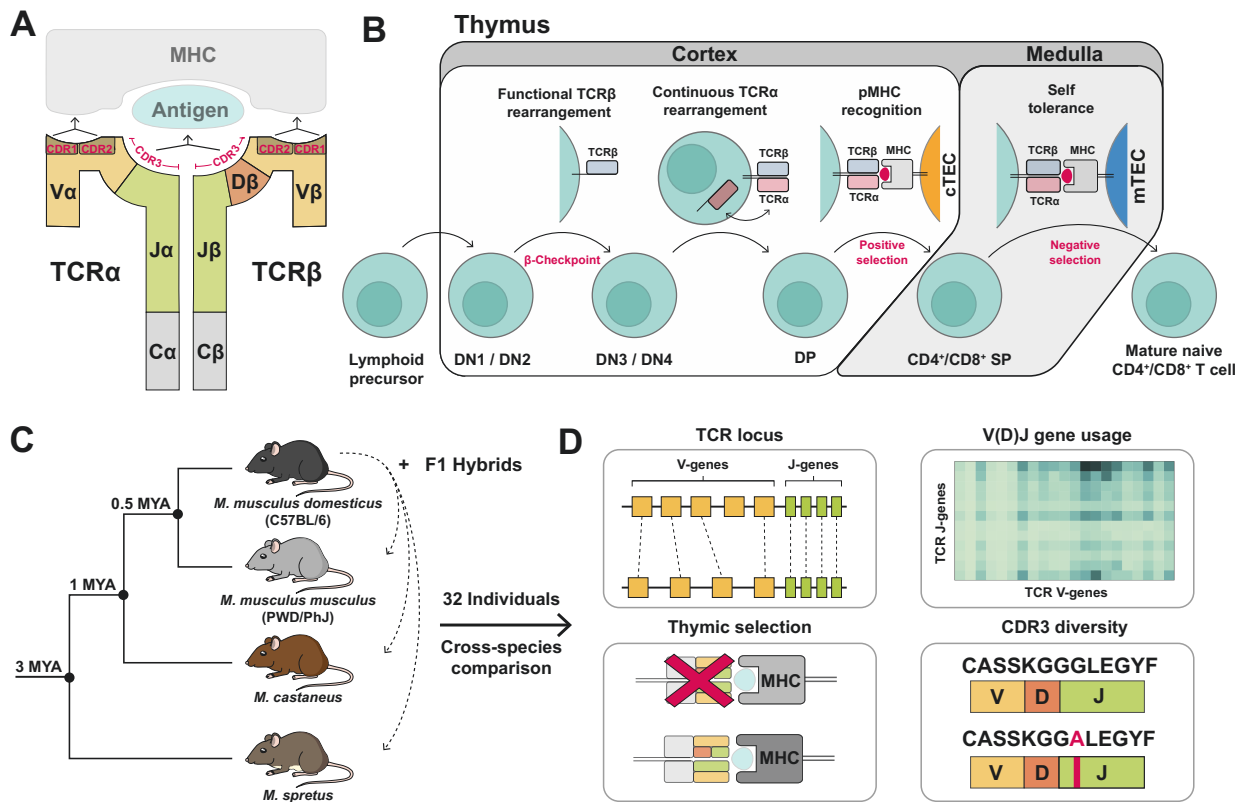 A
MHC
Antigen
CDR1 CDR2
CDR3
CDR3
CDR2 CDR1
Vα
Dβ
Vβ
Jα
Jβ
TCRα
TCRβ
Cα
Cβ
B
Thymus
Cortex
Medulla
Functional TCRβ
rearrangement
Continuous TCRα
rearrangement
pMHC
recognition
Self
tolerance
TCRβ
TCRβ
TCRα
TCRβ
MHC
TCRα
cTEC
TCRβ
MHC
TCRα
mTEC
β-Checkpoint
Positive
selection
Negative
selection
Lymphoid
precursor
DN1 / DN2
DN3 / DN4
DP
CD4⁺/CD8⁺ SP
Mature naive
CD4⁺/CD8⁺ T cell
C
+ F1 Hybrids
0.5 MYA
M. musculus domesticus
(C57BL/6)
1 MYA
M. musculus musculus
(PWD/PhJ)
3 MYA
M. castaneus
M. spretus
32 Individuals
Cross-species
comparison
D
TCR locus
V-genes
J-genes
V(D)J gene usage
TCR J-genes
TCR V-genes
Thymic selection
MHC
MHC
CDR3 diversity
CASSKGGGLEGYF
V D J
CASSKGGALEGYF
V D J